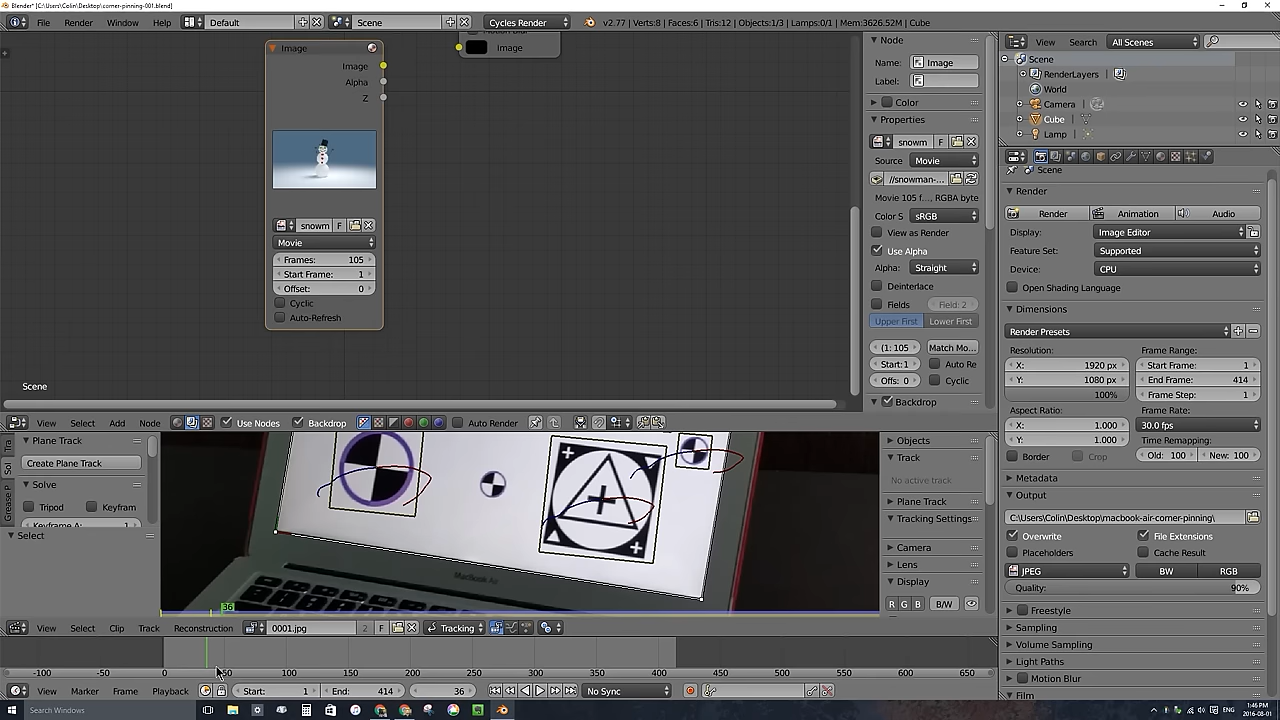 Blender* [C:\Users\Colin\Desktop\corner-pinning-001.blend]
File Render Window Help Default Scene Cycles Render v2.77 | Verts:8 | Faces:6 | Tris:12 | Objects:1/3 | Lamps:0/1 | Mem:3626.52M | Cube
Image
Image
Alpha
Z
Image
snowm F
Movie
Frames: 105
Start Frame: 1
Offset: 0
Cyclic
Auto-Refresh
Scene
Node
Name: Image
Label:
Color
Properties
snowm F
Source Movie
//snowman-...
Movie 105 f..., RGBA byte
Color S sRGB
View as Render
Use Alpha
Alpha: Straight
Deinterlace
Fields Field: 2
Upper First Lower First
(1: 105 Match Mo...
Start:1 Auto Re
Offs: 0 Cyclic
Backdrop
View Search All Scenes
Scene
RenderLayers
World
Camera
Cube
Lamp
Scene
Render
Render Animation Audio
Display: Image Editor
Feature Set: Supported
Device: CPU
Open Shading Language
Dimensions
Render Presets
Resolution: Frame Range:
X: 1920 px Start Frame: 1
Y: 1080 px End Frame: 414
100% Frame Step: 1
Aspect Ratio: Frame Rate:
X: 1.000 30.0 fps
Y: 1.000 Time Remapping:
Border Crop Old: 100 New: 100
Metadata
Output
C:\Users\Colin\Desktop\macbook-air-corner-pinning\
Overwrite File Extensions
Placeholders Cache Result
JPEG BW RGB
Quality: 90%
Freestyle
Sampling
Volume Sampling
Light Paths
Motion Blur
Film
View Select Add Node Use Nodes Backdrop Auto Render
Plane Track
Create Plane Track
Solve
Tripod Keyfram
Keyframe A: 1
Select
MacBook Air
36
Objects
Track
No active track
Plane Track
Tracking Settings
Camera
Lens
Display
R G B B/W
View Select Clip Track Reconstruction 0001.jpg 2 F Tracking
-100 -50 0 50 100 150 200 250 300 350 400 450 500 550 600 650
View Marker Frame Playback Start: 1 End: 414 36 No Sync
Search Windows ENG 1:46 PM
2016-08-01